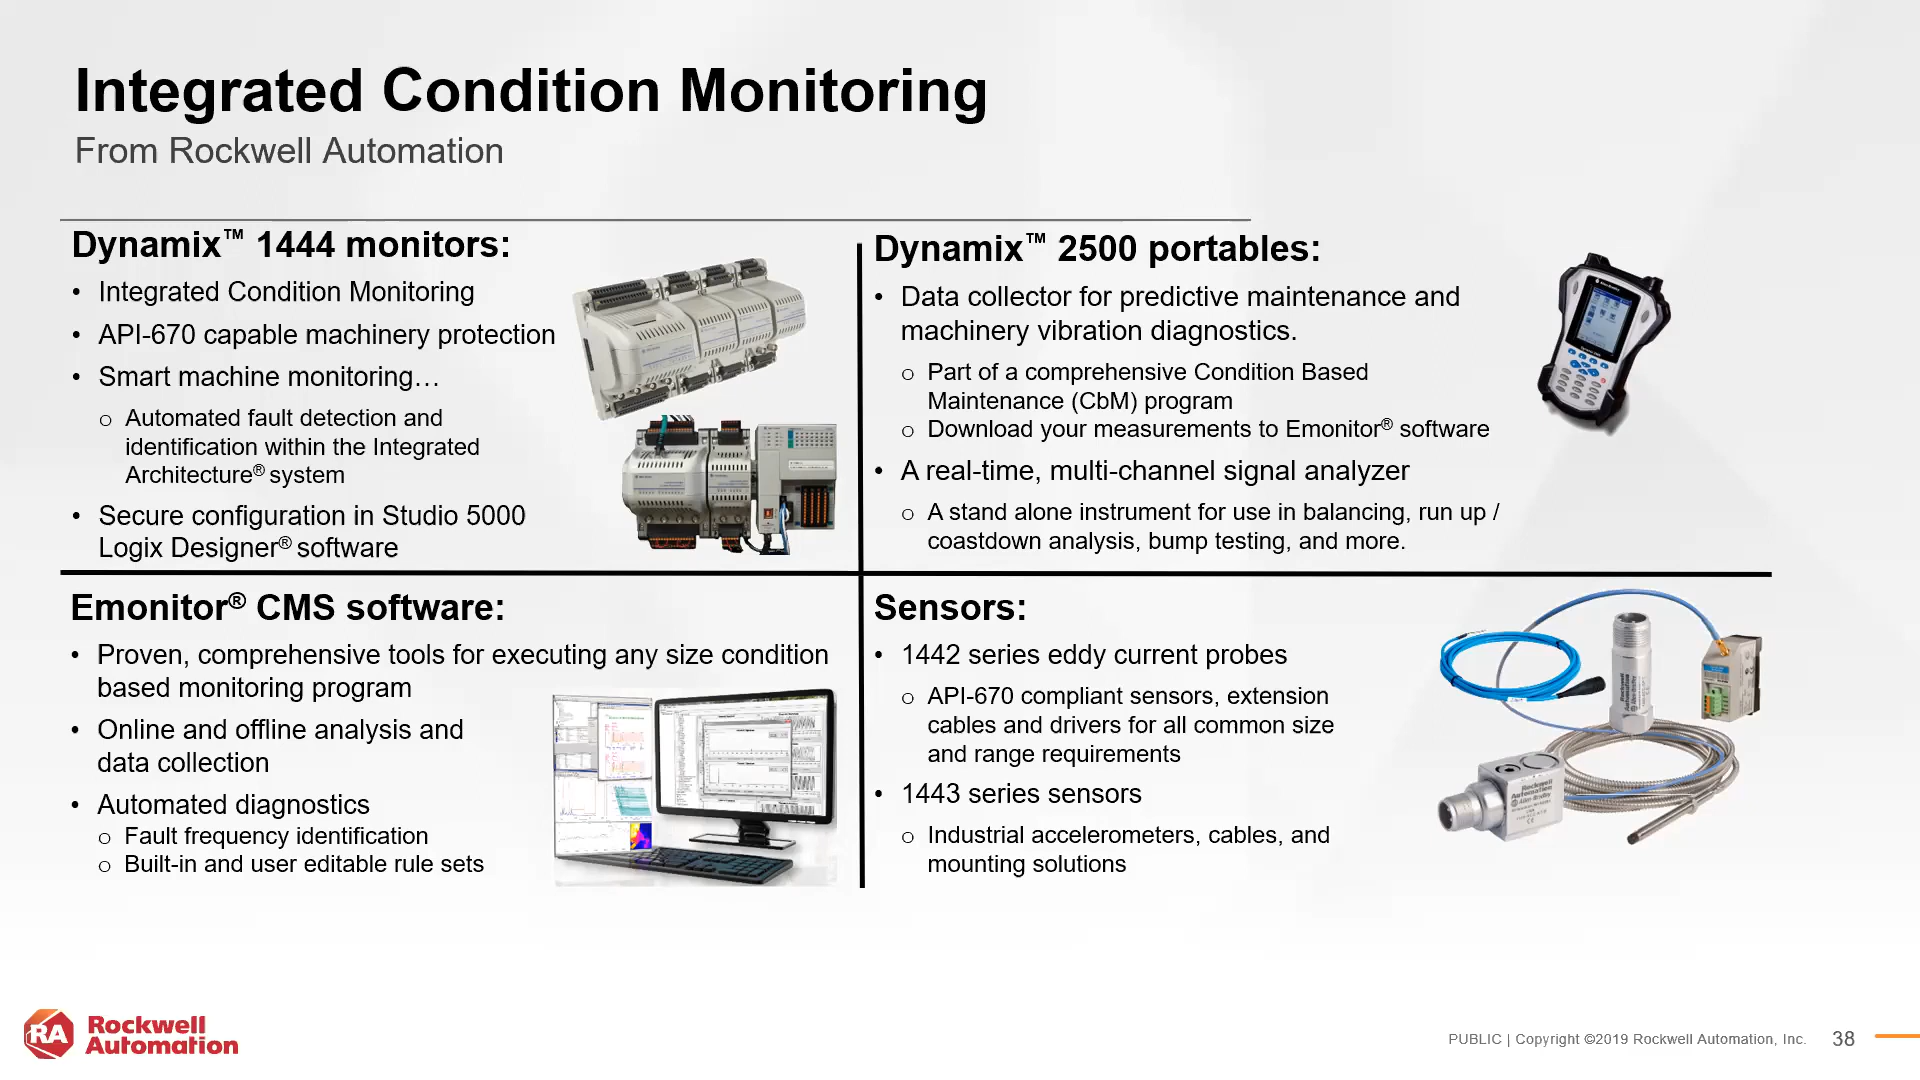 Integrated Condition Monitoring
From Rockwell Automation
Dynamix™ 1444 monitors:
• Integrated Condition Monitoring
• API-670 capable machinery protection
• Smart machine monitoring…
o Automated fault detection and
identification within the Integrated
Architecture® system
• Secure configuration in Studio 5000
Logix Designer® software
Dynamix™ 2500 portables:
• Data collector for predictive maintenance and
machinery vibration diagnostics.
o Part of a comprehensive Condition Based
Maintenance (CbM) program
o Download your measurements to Emonitor® software
• A real-time, multi-channel signal analyzer
o A stand alone instrument for use in balancing, run up /
coastdown analysis, bump testing, and more.
Emonitor® CMS software:
• Proven, comprehensive tools for executing any size condition
based monitoring program
• Online and offline analysis and
data collection
• Automated diagnostics
o Fault frequency identification
o Built-in and user editable rule sets
Sensors:
• 1442 series eddy current probes
o API-670 compliant sensors, extension
cables and drivers for all common size
and range requirements
• 1443 series sensors
o Industrial accelerometers, cables, and
mounting solutions
Rockwell
Automation
Allen-Bradley
Rockwell
Automation
RA Rockwell
Automation
PUBLIC | Copyright ©2019 Rockwell Automation, Inc. 38